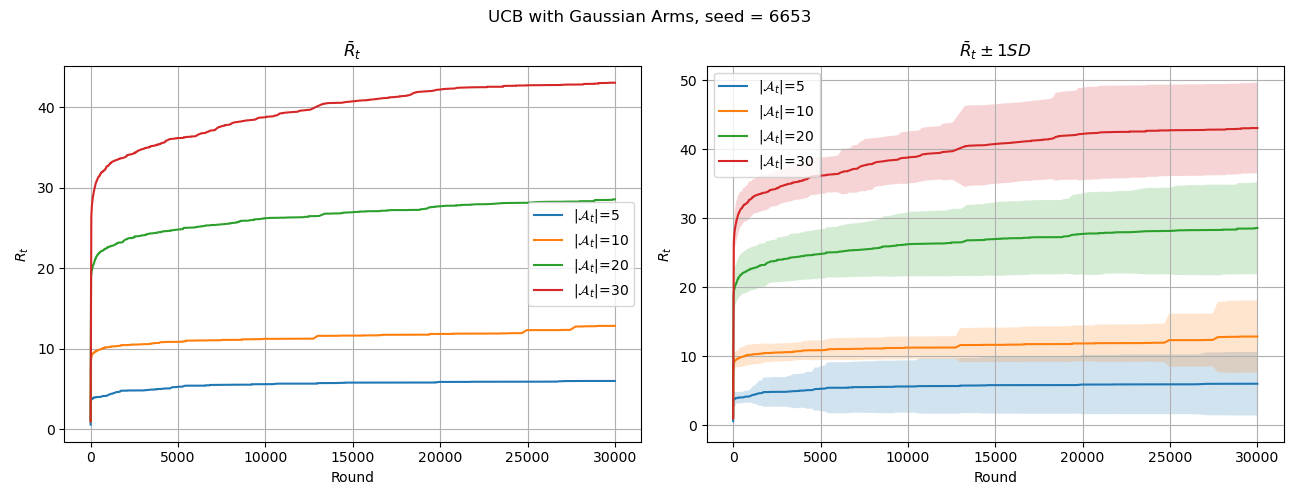 UCB with Gaussian Arms, seed = 6653
R̄ₜ
40
30
20
10
0
Rₜ
0 5000 10000 15000 20000 25000 30000
Round
|𝒜ₜ|=5
|𝒜ₜ|=10
|𝒜ₜ|=20
|𝒜ₜ|=30
R̄ₜ ± 1SD
50
40
30
20
10
0
Rₜ
0 5000 10000 15000 20000 25000 30000
Round
|𝒜ₜ|=5
|𝒜ₜ|=10
|𝒜ₜ|=20
|𝒜ₜ|=30